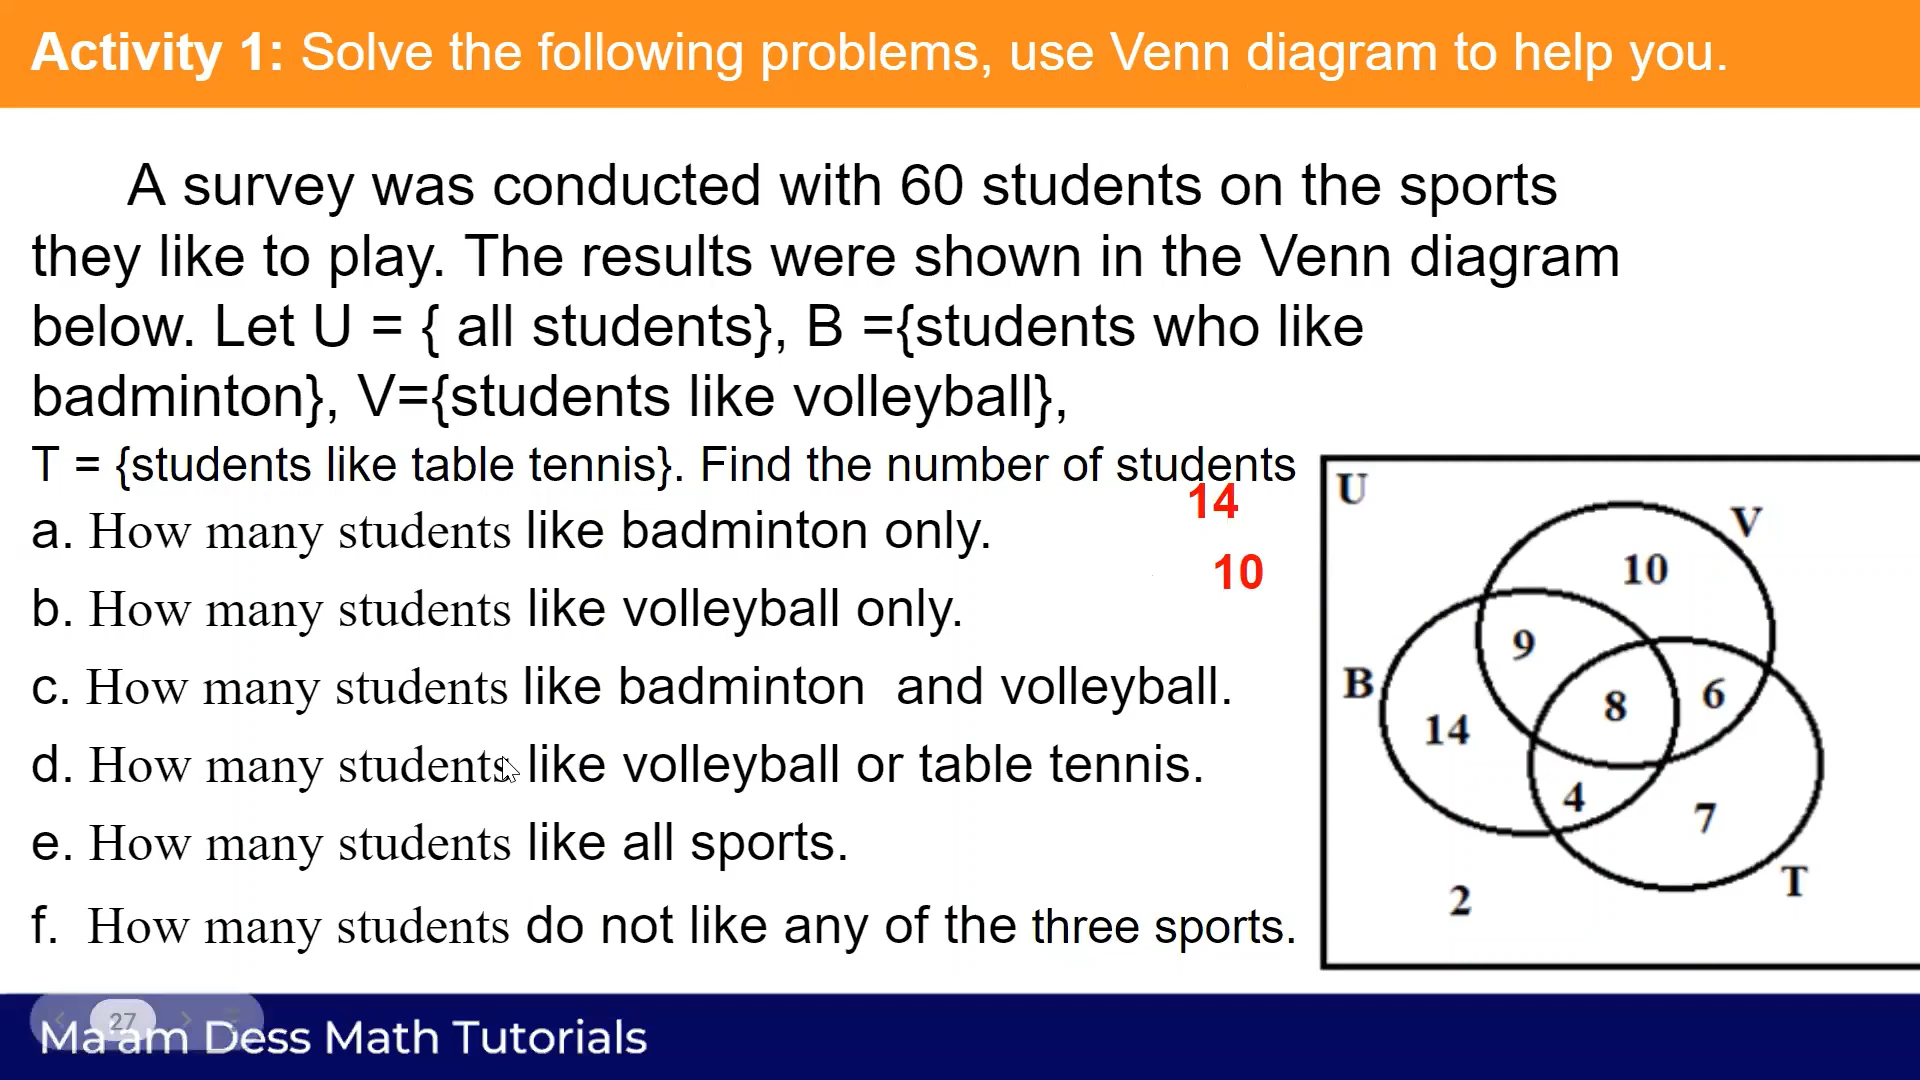 Activity 1: Solve the following problems, use Venn diagram to help you.
A survey was conducted with 60 students on the sports
they like to play. The results were shown in the Venn diagram
below. Let U = { all students}, B ={students who like
badminton}, V={students like volleyball},
T = {students like table tennis}. Find the number of students
a. How many students like badminton only.
14
b. How many students like volleyball only.
10
c. How many students like badminton and volleyball.
d. How many students like volleyball or table tennis.
e. How many students like all sports.
f. How many students do not like any of the three sports.
U
V
10
9
B
8
6
14
4
7
T
2
27
Ma'am Dess Math Tutorials